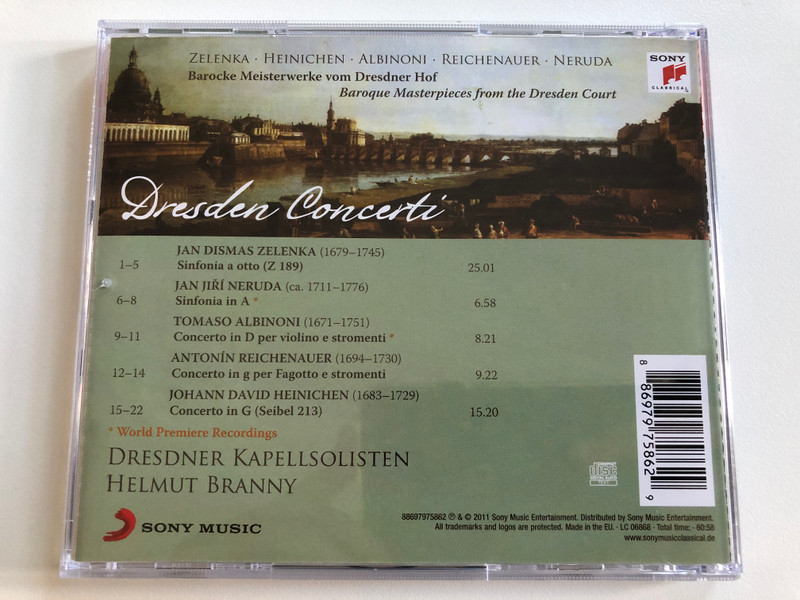 ZELENKA · HEINICHEN · ALBINONI · REICHENAUER · NERUDA
Barocke Meisterwerke vom Dresdner Hof
Baroque Masterpieces from the Dresden Court
SONY
CLASSICAL
Dresden Concerti
JAN DISMAS ZELENKA (1679–1745)
1–5 Sinfonia a otto (Z 189) 25.01
JAN JIŘÍ NERUDA (ca. 1711–1776)
6–8 Sinfonia in A * 6.58
TOMASO ALBINONI (1671–1751)
9–11 Concerto in D per violino e stromenti * 8.21
ANTONÍN REICHENAUER (1694–1730)
12–14 Concerto in g per Fagotto e stromenti 9.22
JOHANN DAVID HEINICHEN (1683–1729)
15–22 Concerto in G (Seibel 213) 15.20
* World Premiere Recordings
DRESDNER KAPELLSOLISTEN
HELMUT BRANNY
SONY MUSIC
COMPACT disc
DIGITAL AUDIO
TEXT
8 86979 75862 9
88697975862 ℗ & © 2011 Sony Music Entertainment. Distributed by Sony Music Entertainment.
All trademarks and logos are protected. Made in the EU. · LC 06868 · Total time: · 60:58
www.sonymusicclassical.de